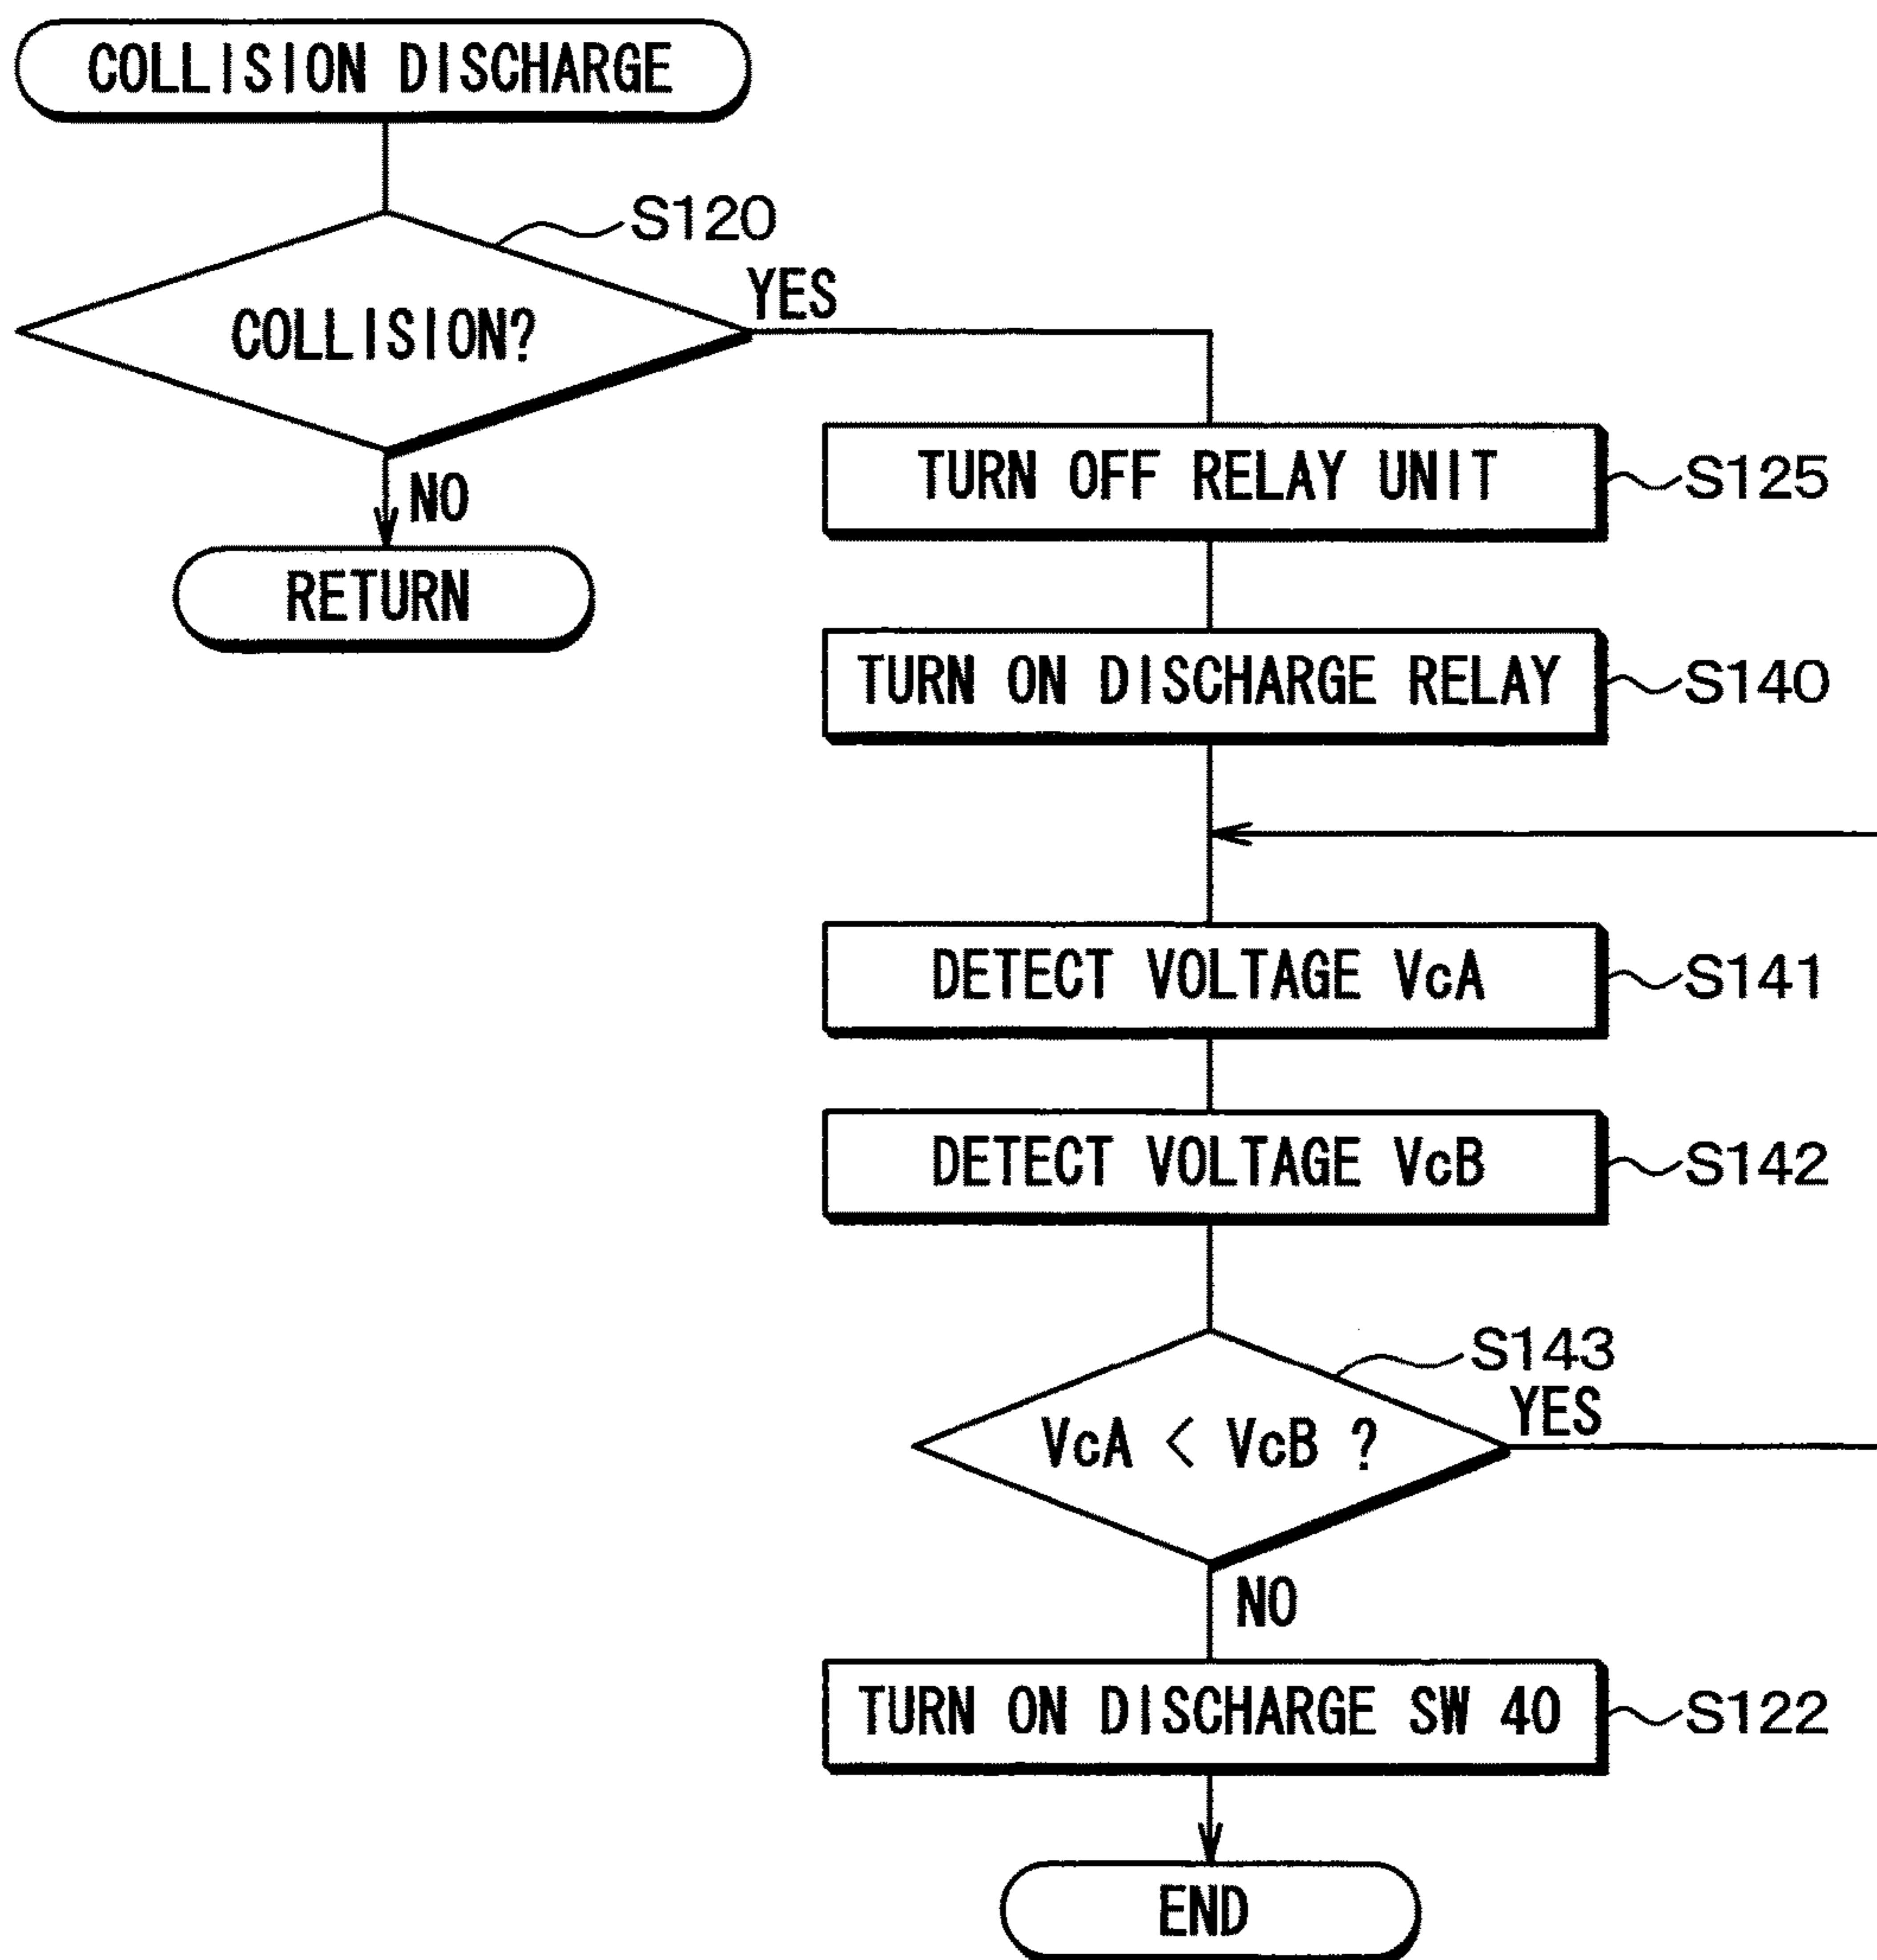 COLLISION DISCHARGE
S120
COLLISION?
YES
NO
RETURN
TURN OFF RELAY UNIT
S125
TURN ON DISCHARGE RELAY
S140
DETECT VOLTAGE VcA
S141
DETECT VOLTAGE VcB
S142
S143
VcA < VcB ?
YES
NO
TURN ON DISCHARGE SW 40
S122
END